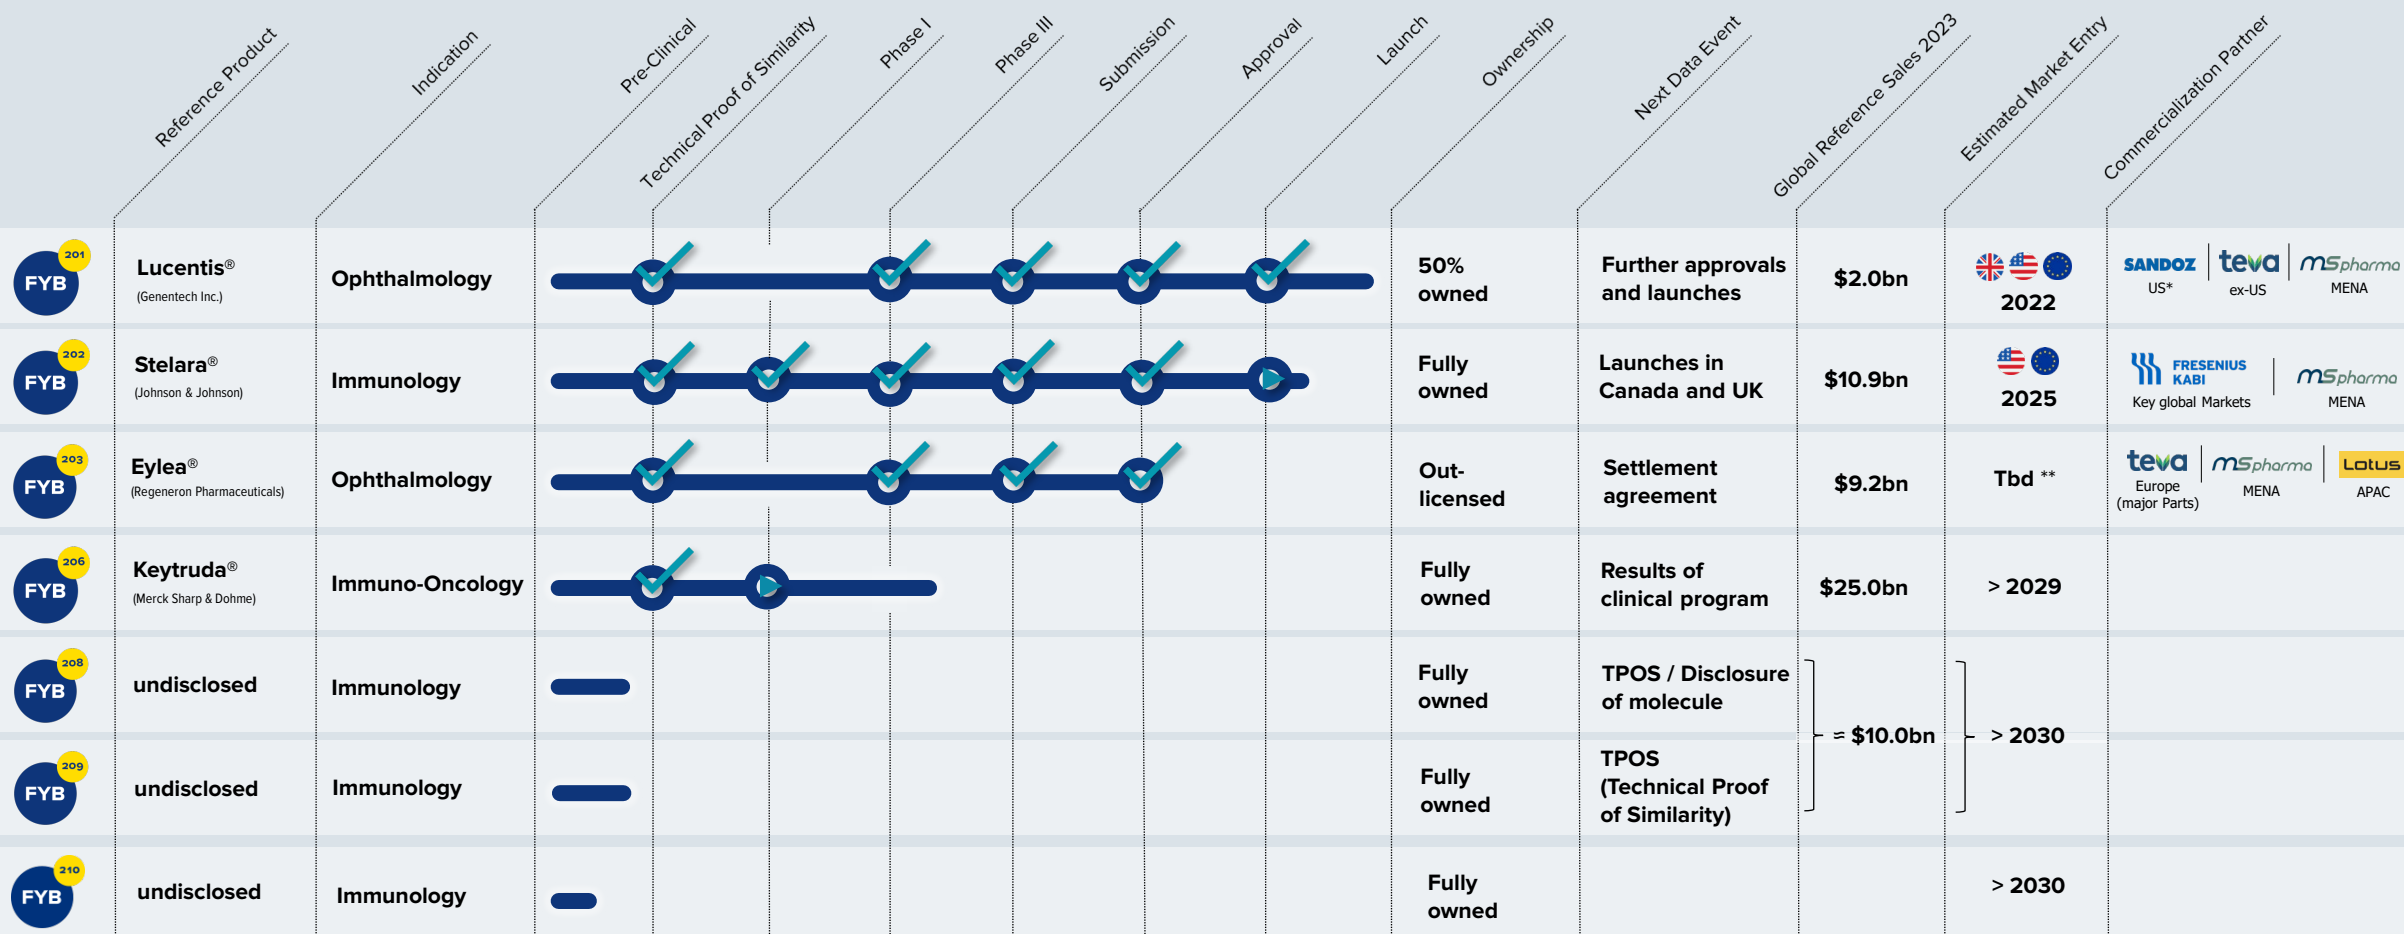 Reference Product
Indication
Pre-Clinical
Technical Proof of Similarity
Phase I
Phase III
Submission
Approval
Launch
Ownership
Next Data Event
Global Reference Sales 2023
Estimated Market Entry
Commercialization Partner
FYB 201
Lucentis®
(Genentech Inc.)
Ophthalmology
50%
owned
Further approvals
and launches
$2.0bn
2022
SANDOZ
US*
teva
ex-US
MS pharma
MENA
FYB 202
Stelara®
(Johnson & Johnson)
Immunology
Fully
owned
Launches in
Canada and UK
$10.9bn
2025
FRESENIUS
KABI
Key global Markets
MS pharma
MENA
FYB 203
Eylea®
(Regeneron Pharmaceuticals)
Ophthalmology
Out-
licensed
Settlement
agreement
$9.2bn
Tbd **
teva
Europe
(major Parts)
MS pharma
MENA
Lotus
APAC
FYB 206
Keytruda®
(Merck Sharp & Dohme)
Immuno-Oncology
Fully
owned
Results of
clinical program
$25.0bn
> 2029
FYB 208
undisclosed
Immunology
Fully
owned
TPOS / Disclosure
of molecule
≈ $10.0bn
> 2030
FYB 209
undisclosed
Immunology
Fully
owned
TPOS
(Technical Proof
of Similarity)
FYB 210
undisclosed
Immunology
Fully
owned
> 2030